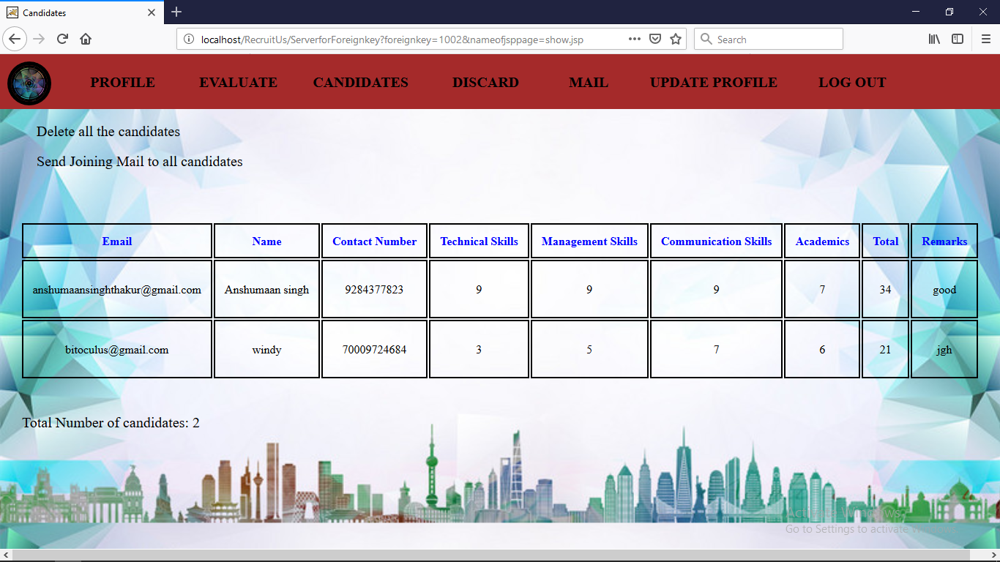 Candidates
localhost/RecruitUs/ServerforForeignkey?foreignkey=1002&nameofjsppage=show.jsp
Search
PROFILE EVALUATE CANDIDATES DISCARD MAIL UPDATE PROFILE LOG OUT
Delete all the candidates
Send Joining Mail to all candidates
Email Name Contact Number Technical Skills Management Skills Communication Skills Academics Total Remarks
anshumaansinghthakur@gmail.com Anshumaan singh 9284377823 9 9 9 7 34 good
bitoculus@gmail.com windy 70009724684 3 5 7 6 21 jgh
Total Number of candidates: 2
Activate Windows
Go to Settings to activate Windows.